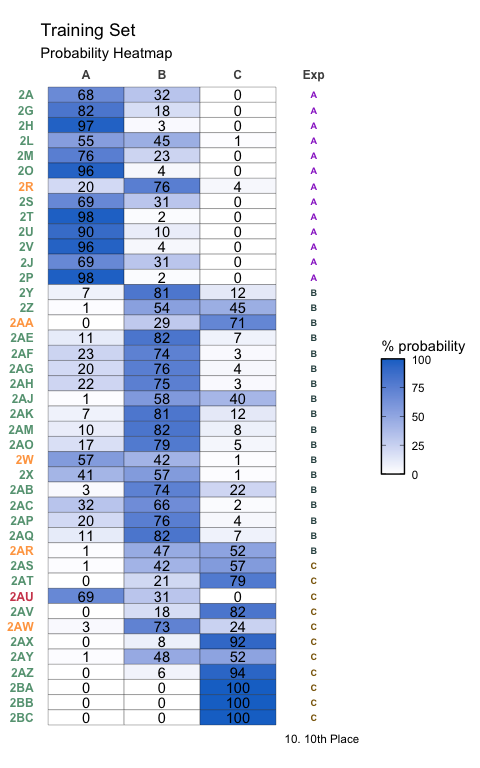 Training Set
Probability Heatmap
A B C Exp
2A 68 32 0 A
2G 82 18 0 A
2H 97 3 0 A
2L 55 45 1 A
2M 76 23 0 A
2O 96 4 0 A
2R 20 76 4 A
2S 69 31 0 A
2T 98 2 0 A
2U 90 10 0 A
2V 96 4 0 A
2J 69 31 0 A
2P 98 2 0 A
2Y 7 81 12 B
2Z 1 54 45 B
2AA 0 29 71 B
2AE 11 82 7 B
2AF 23 74 3 B
2AG 20 76 4 B
2AH 22 75 3 B
2AJ 1 58 40 B
2AK 7 81 12 B
2AM 10 82 8 B
2AO 17 79 5 B
2W 57 42 1 B
2X 41 57 1 B
2AB 3 74 22 B
2AC 32 66 2 B
2AP 20 76 4 B
2AQ 11 82 7 B
2AR 1 47 52 B
2AS 1 42 57 C
2AT 0 21 79 C
2AU 69 31 0 C
2AV 0 18 82 C
2AW 3 73 24 C
2AX 0 8 92 C
2AY 1 48 52 C
2AZ 0 6 94 C
2BA 0 0 100 C
2BB 0 0 100 C
2BC 0 0 100 C
% probability
100
75
50
25
0
10. 10th Place